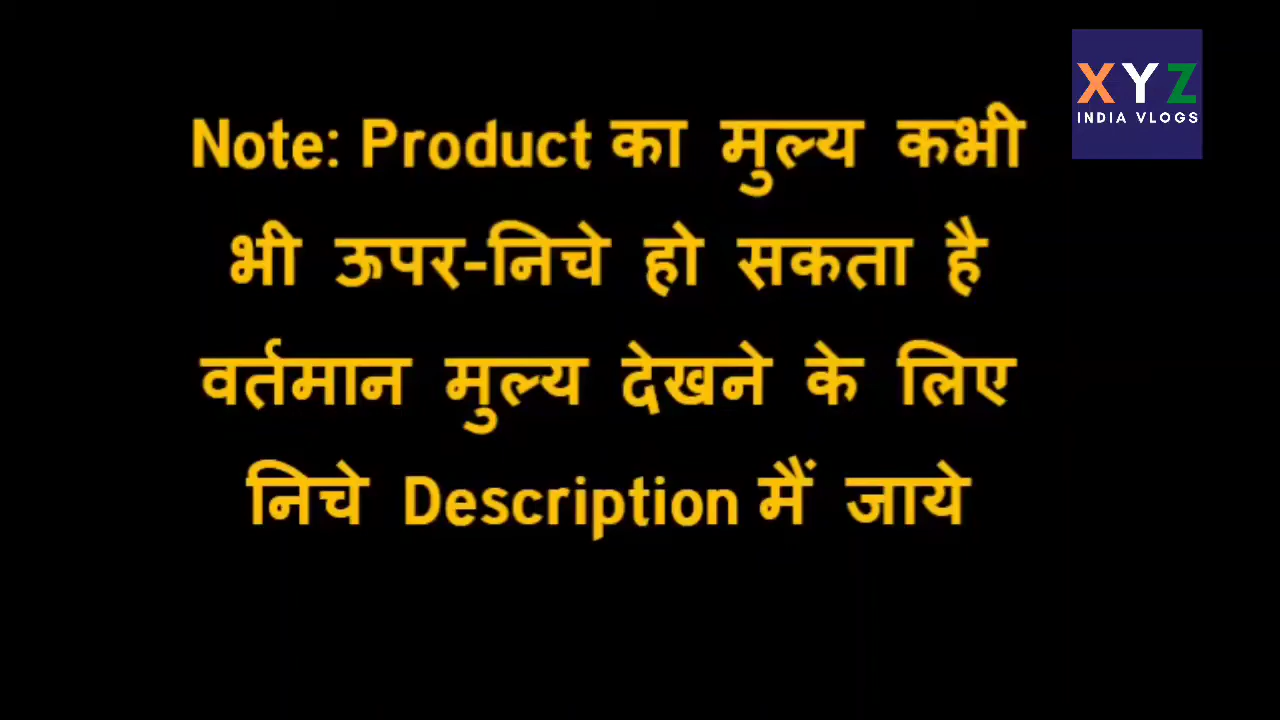 XYZ
INDIA VLOGS
Note: Product का मुल्य कभी
भी ऊपर-निचे हो सकता है
वर्तमान मुल्य देखने के लिए
निचे Description मैं जाये